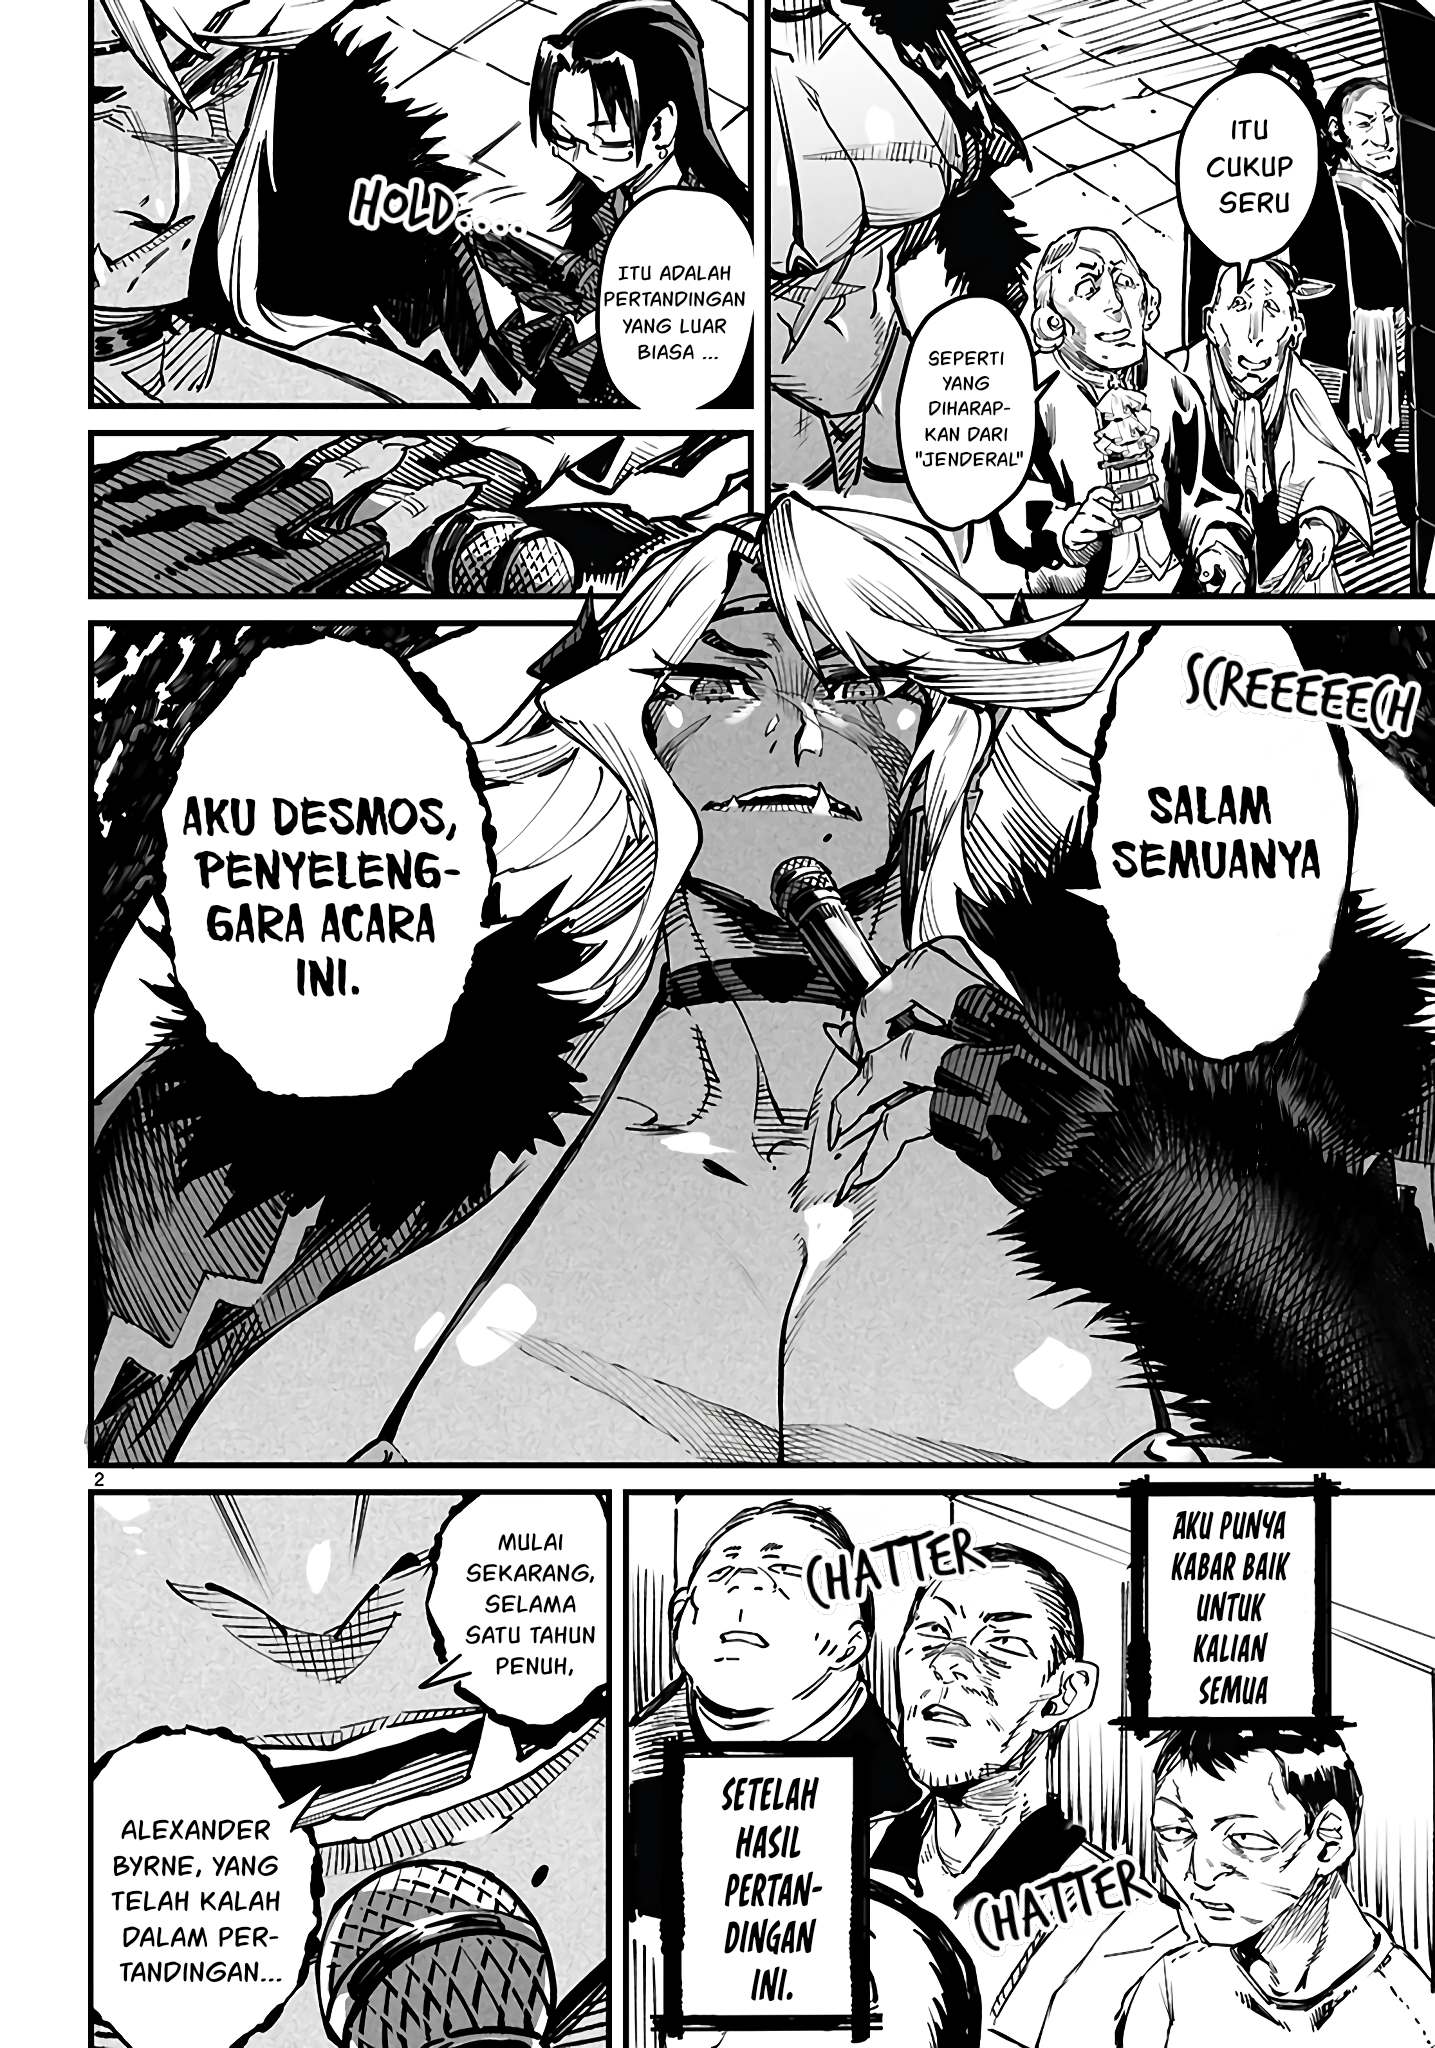 ITU
CUKUP
SERU
SEPERTI
YANG
DIHARAP-
KAN DARI
"JENDERAL"
HOLD....
ITU ADALAH
PERTANDINGAN
YANG LUAR
BIASA ...
SCREEEEECH
SALAM
SEMUANYA
AKU DESMOS,
PENYELENG-
GARA ACARA
INI.
2
AKU PUNYA
KABAR BAIK
UNTUK
KALIAN
SEMUA
CHATTER
SETELAH
HASIL
PERTAN-
DINGAN
INI.
CHATTER
MULAI
SEKARANG,
SELAMA
SATU TAHUN
PENUH,
ALEXANDER
BYRNE, YANG
TELAH KALAH
DALAM PER-
TANDINGAN...